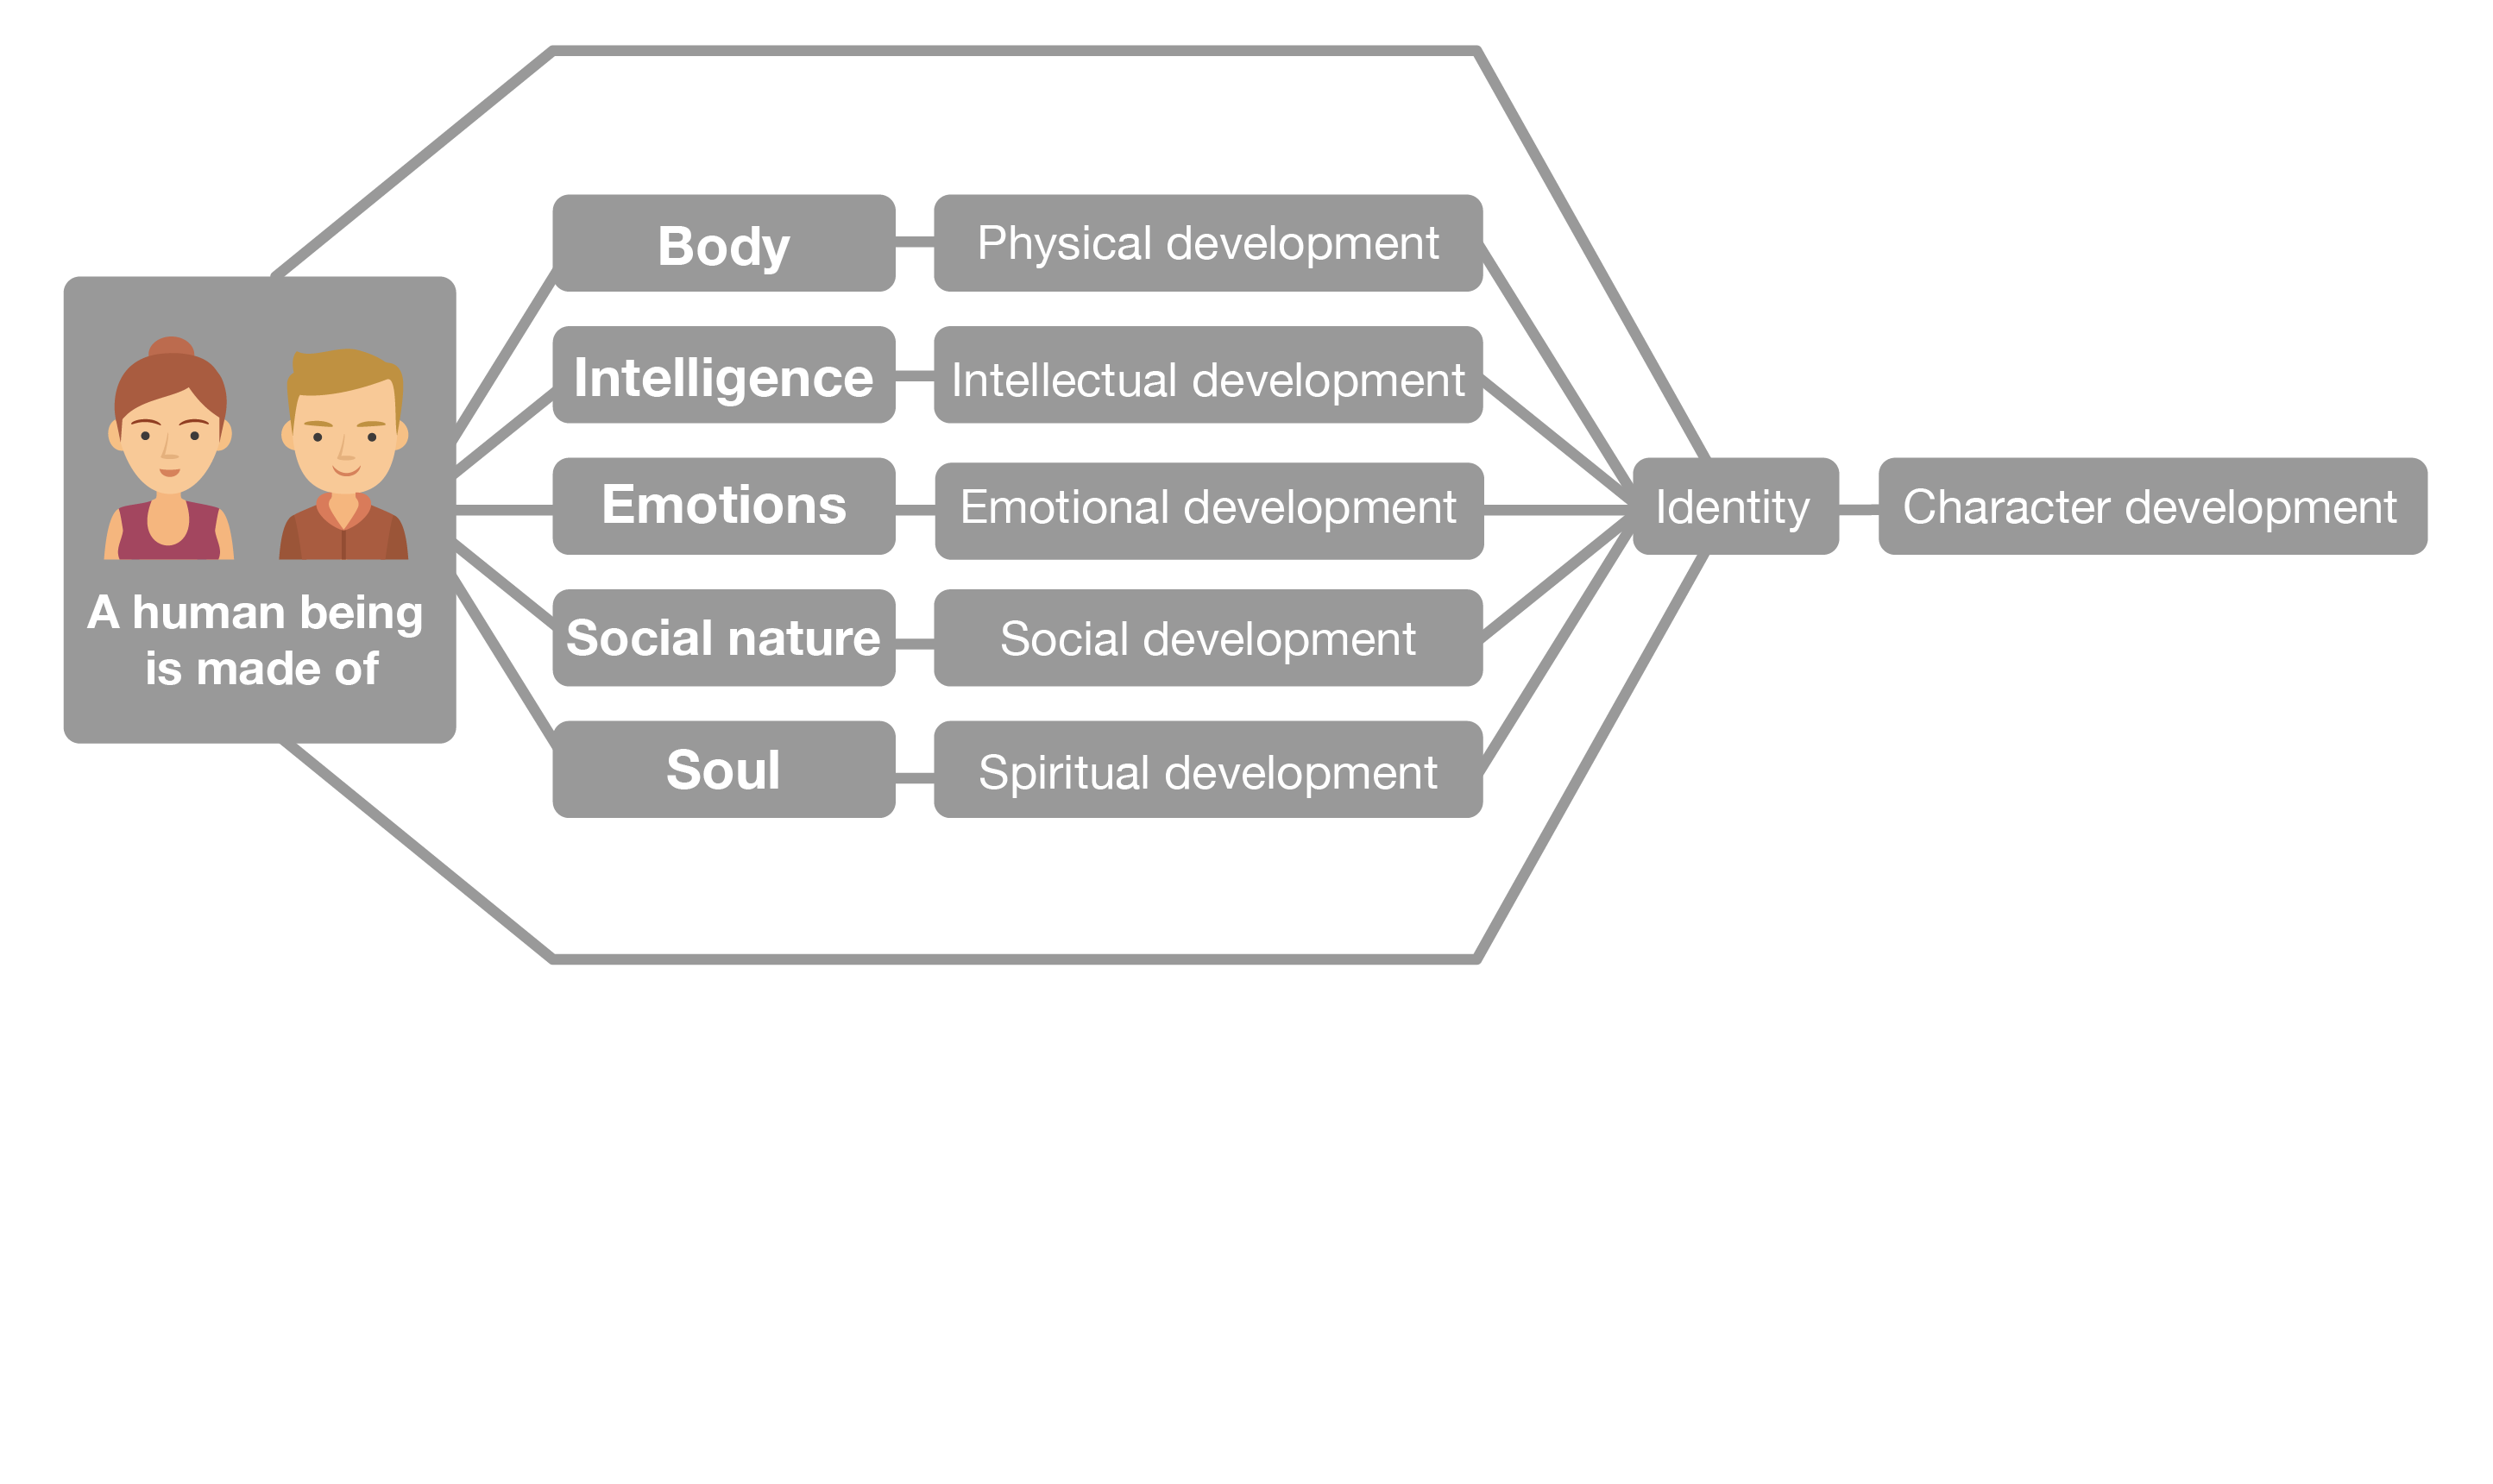 A human being
is made of
Body
Physical development
Intelligence
Intellectual development
Emotions
Emotional development
Social nature
Social development
Soul
Spiritual development
Identity
Character development